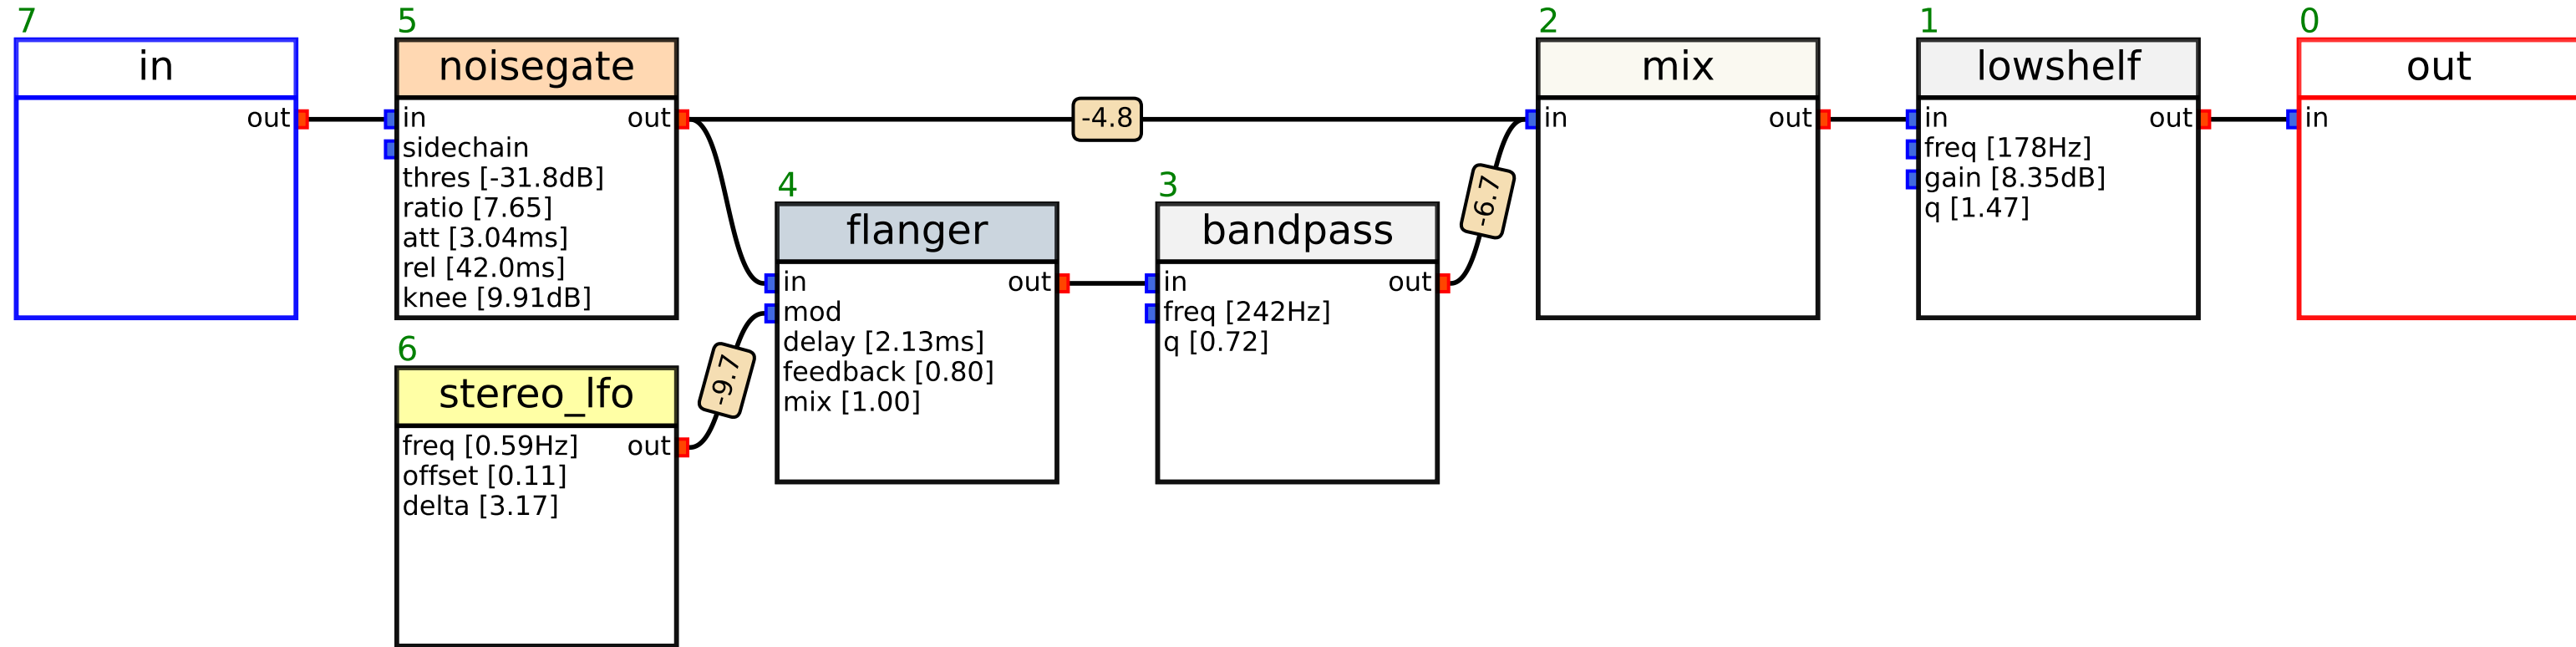 7
in
out
5
noisegate
in out
sidechain
thres [-31.8dB]
ratio [7.65]
att [3.04ms]
rel [42.0ms]
knee [9.91dB]
6
stereo_lfo
freq [0.59Hz] out
offset [0.11]
delta [3.17]
-9.7
4
flanger
in out
mod
delay [2.13ms]
feedback [0.80]
mix [1.00]
-4.8
3
bandpass
in out
freq [242Hz]
q [0.72]
-6.7
2
mix
in out
1
lowshelf
in out
freq [178Hz]
gain [8.35dB]
q [1.47]
0
out
in